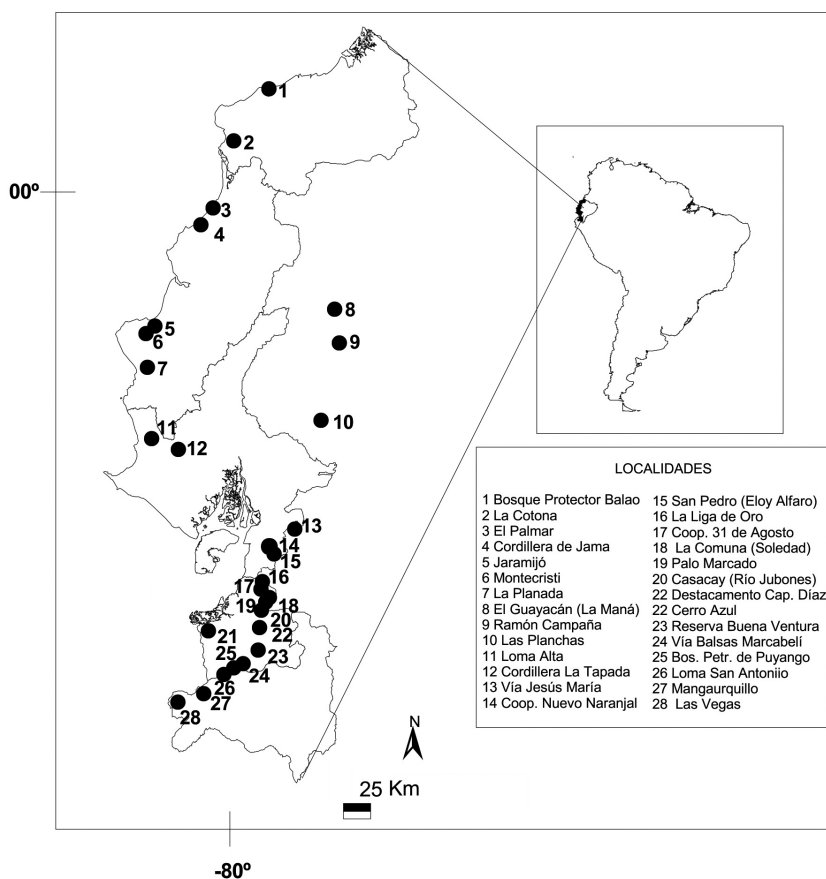 1
2
00º
3
4
8
5
6
9
7
10
11
12
13
14
15
16
17
19
18
20
22
21
23
25
24
26
27
28
N
25 Km
-80º
LOCALIDADES
1 Bosque Protector Balao
2 La Cotona
3 El Palmar
4 Cordillera de Jama
5 Jaramijó
6 Montecristi
7 La Planada
8 El Guayacán (La Maná)
9 Ramón Campaña
10 Las Planchas
11 Loma Alta
12 Cordillera La Tapada
13 Vía Jesús María
14 Coop. Nuevo Naranjal
15 San Pedro (Eloy Alfaro)
16 La Liga de Oro
17 Coop. 31 de Agosto
18 La Comuna (Soledad)
19 Palo Marcado
20 Casacay (Río Jubones)
22 Destacamento Cap. Díaz
22 Cerro Azul
23 Reserva Buena Ventura
24 Vía Balsas Marcabelí
25 Bos. Petr. de Puyango
26 Loma San Antoniio
27 Mangaurquillo
28 Las Vegas